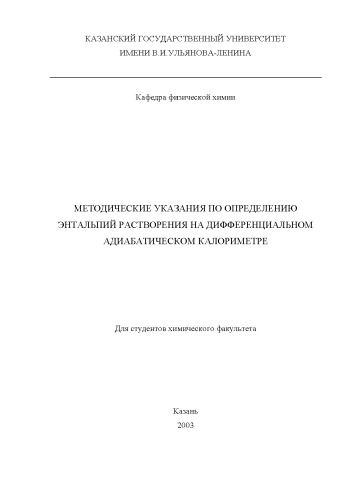 КАЗАНСКИЙ ГОСУДАРСТВЕННЫЙ УНИВЕРСИТЕТ
ИМЕНИ В.И.УЛЬЯНОВА-ЛЕНИНА
Кафедра физической химии
МЕТОДИЧЕСКИЕ УКАЗАНИЯ ПО ОПРЕДЕЛЕНИЮ
ЭНТАЛЬПИЙ РАСТВОРЕНИЯ НА ДИФФЕРЕНЦИАЛЬНОМ
АДИАБАТИЧЕСКОМ КАЛОРИМЕТРЕ
Для студентов химического факультета
Казань
2003